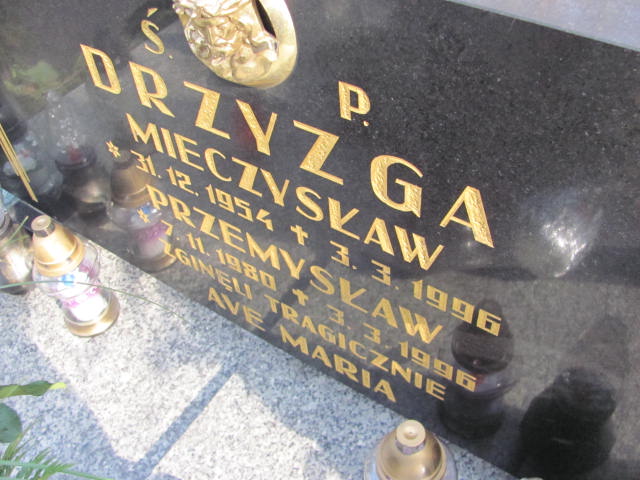 Ś. P.
DRZYZGA
MIECZYSŁAW
* 31.12.1954 + 3.3.1996
PRZEMYSŁAW
* 7.11.1980 + 3.3.1996
ZGINĘLI TRAGICZNIE
AVE MARIA